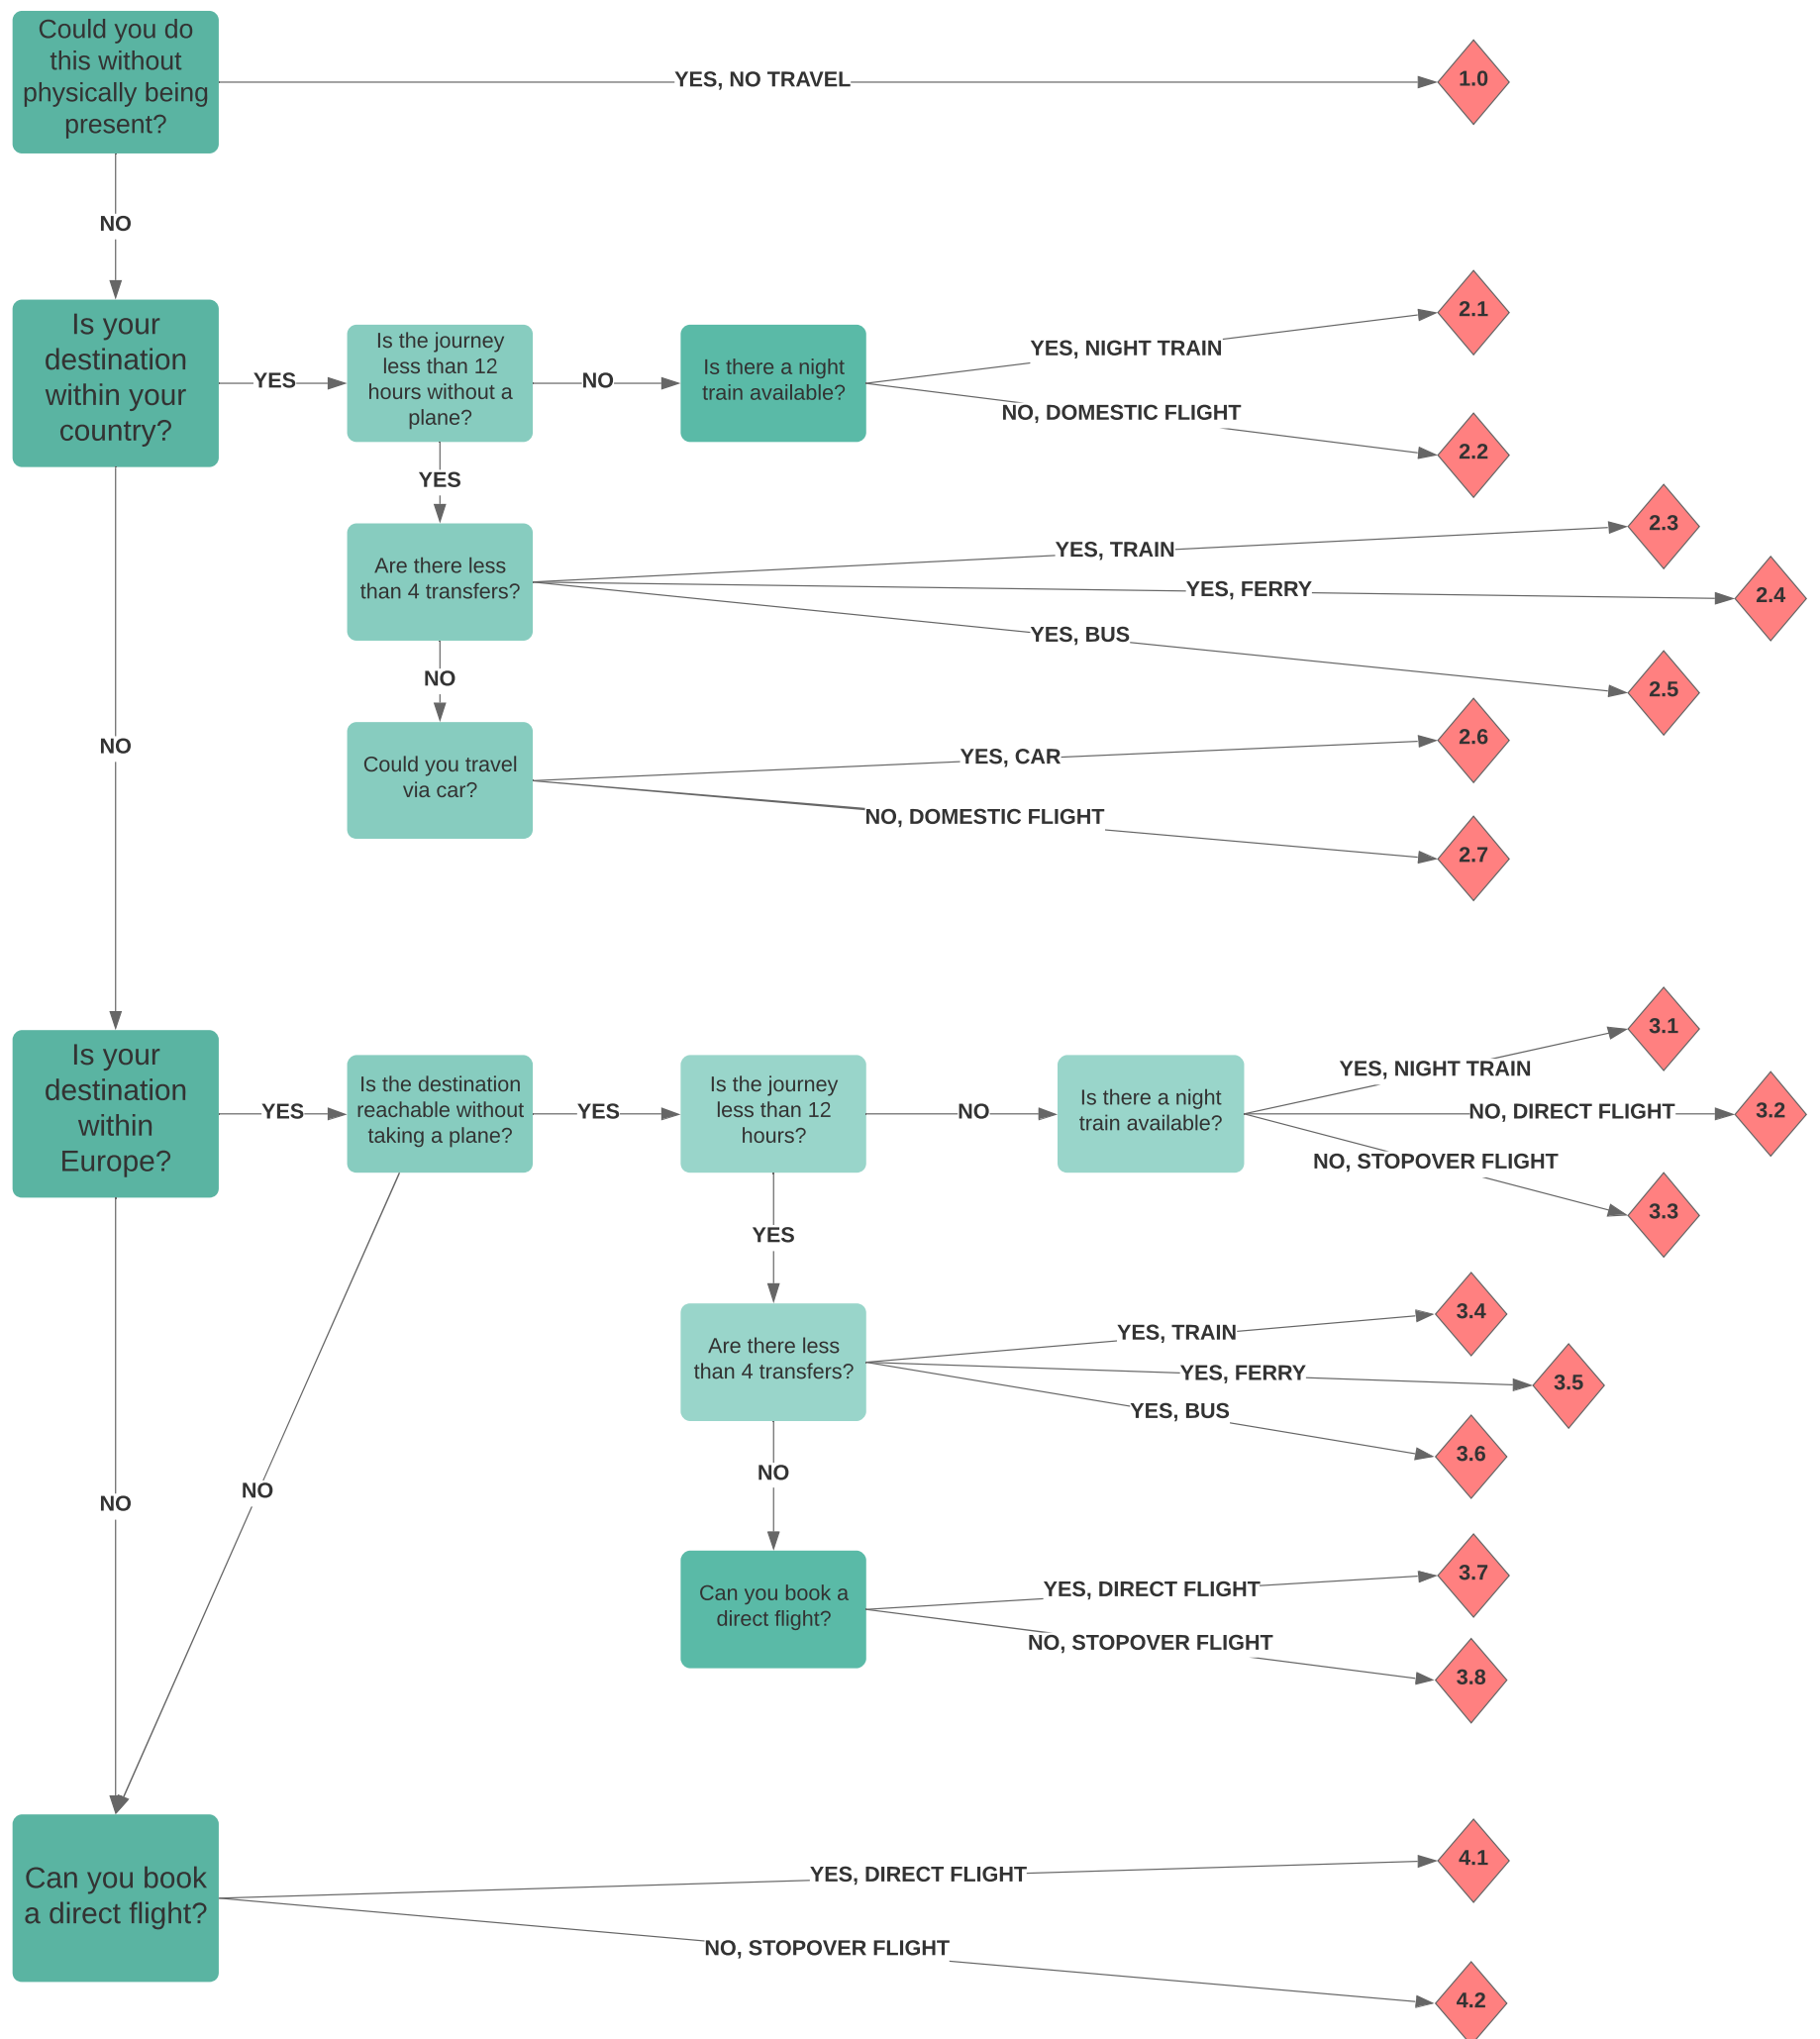 Could you do
this without
physically being
present?
YES, NO TRAVEL
1.0
NO
Is your
destination
within your
country?
YES
Is the journey
less than 12
hours without a
plane?
NO
Is there a night
train available?
YES, NIGHT TRAIN
2.1
NO, DOMESTIC FLIGHT
2.2
YES
Are there less
than 4 transfers?
YES, TRAIN
2.3
YES, FERRY
2.4
YES, BUS
2.5
NO
Could you travel
via car?
YES, CAR
2.6
NO, DOMESTIC FLIGHT
2.7
NO
Is your
destination
within
Europe?
YES
Is the destination
reachable without
taking a plane?
YES
Is the journey
less than 12
hours?
NO
Is there a night
train available?
YES, NIGHT TRAIN
3.1
NO, DIRECT FLIGHT
3.2
NO, STOPOVER FLIGHT
3.3
YES
Are there less
than 4 transfers?
YES, TRAIN
3.4
YES, FERRY
3.5
YES, BUS
3.6
NO
Can you book a
direct flight?
YES, DIRECT FLIGHT
3.7
NO, STOPOVER FLIGHT
3.8
NO
NO
Can you book
a direct flight?
YES, DIRECT FLIGHT
4.1
NO, STOPOVER FLIGHT
4.2